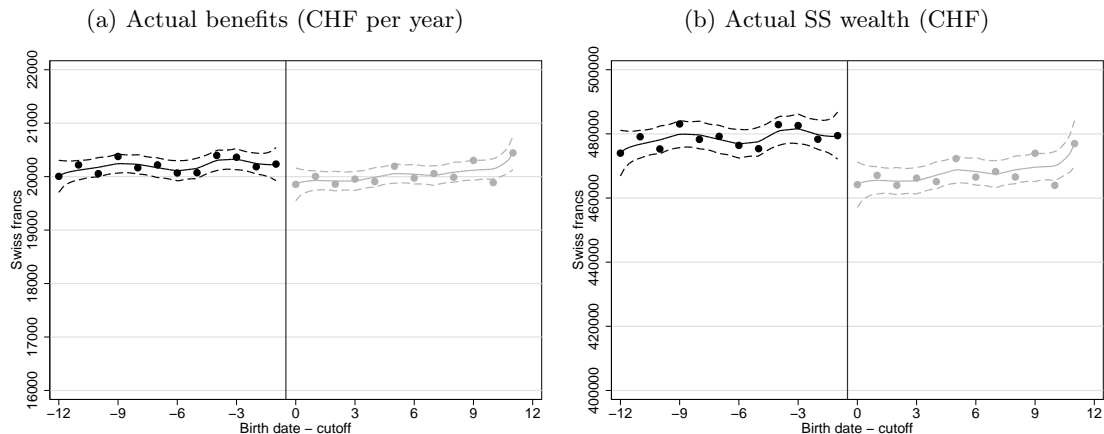 (a) Actual benefits (CHF per year)
Swiss francs
22000
21000
20000
19000
18000
17000
16000
−12 −9 −6 −3 0 3 6 9 12
Birth date − cutoff
(b) Actual SS wealth (CHF)
Swiss francs
500000
480000
460000
440000
420000
400000
−12 −9 −6 −3 0 3 6 9 12
Birth date − cutoff